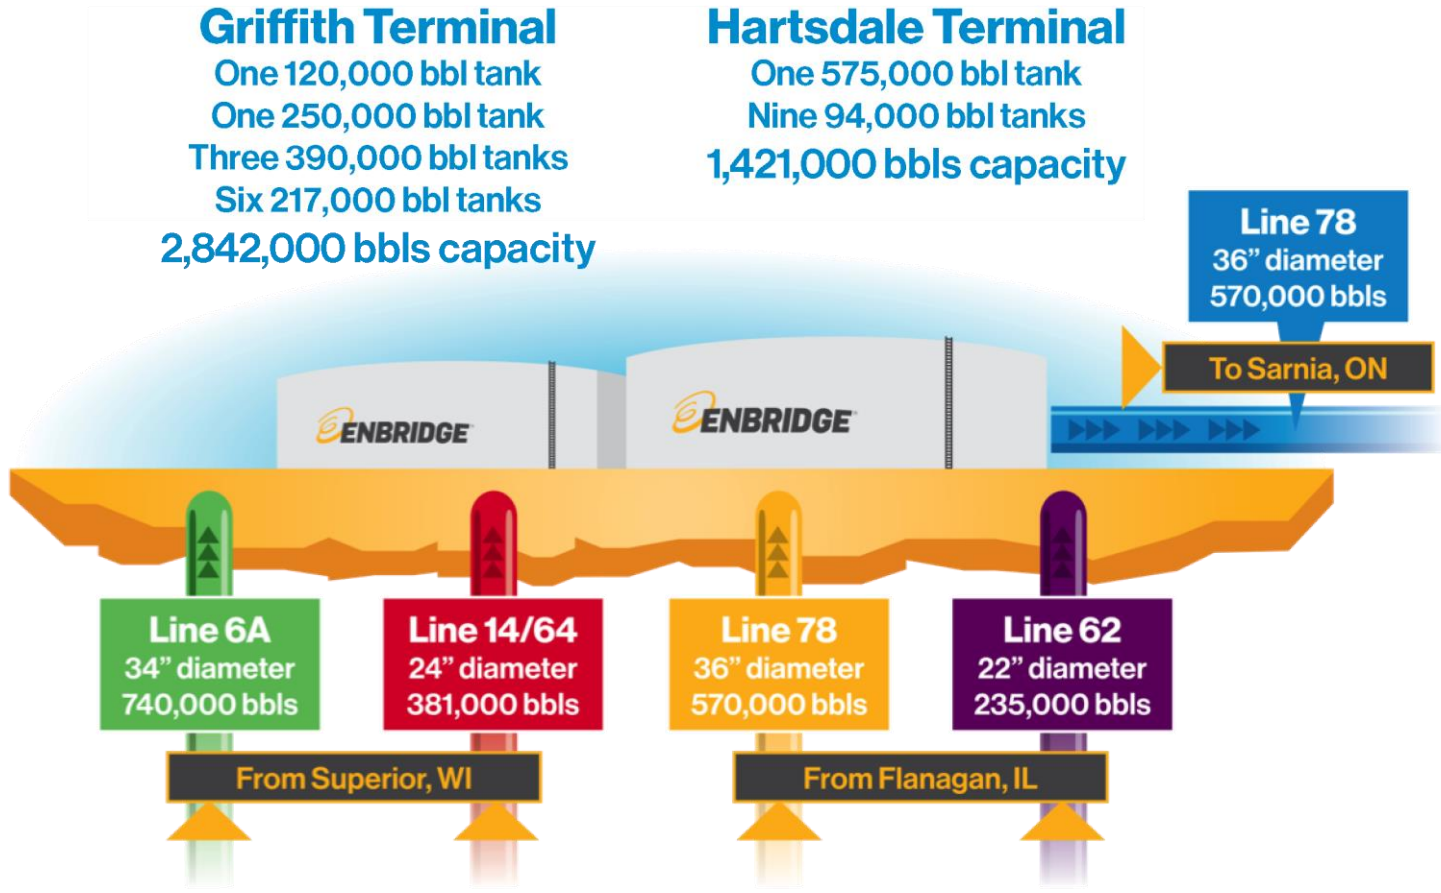 Griffith Terminal
One 120,000 bbl tank
One 250,000 bbl tank
Three 390,000 bbl tanks
Six 217,000 bbl tanks
2,842,000 bbls capacity
Hartsdale Terminal
One 575,000 bbl tank
Nine 94,000 bbl tanks
1,421,000 bbls capacity
Line 78
36” diameter
570,000 bbls
To Sarnia, ON
ENBRIDGE
ENBRIDGE
Line 6A
34” diameter
740,000 bbls
Line 14/64
24” diameter
381,000 bbls
Line 78
36” diameter
570,000 bbls
Line 62
22” diameter
235,000 bbls
From Superior, WI
From Flanagan, IL